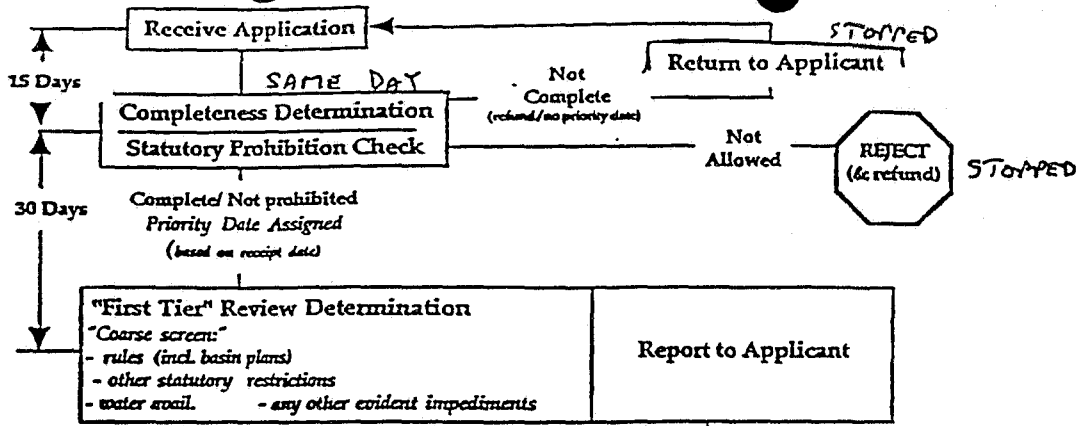 Receive Application
STOPPED
Return to Applicant
15 Days
SAME DAY
Not
Complete
(refund/no priority date)
Completeness Determination
Statutory Prohibition Check
Not
Allowed
REJECT
(& refund)
STOPPED
30 Days
Complete/ Not prohibited
Priority Date Assigned
(based on receipt date)
"First Tier" Review Determination
"Coarse screen:"
- rules (incl. basin plans)
- other statutory restrictions
- water avail. - any other evident impediments
Report to Applicant